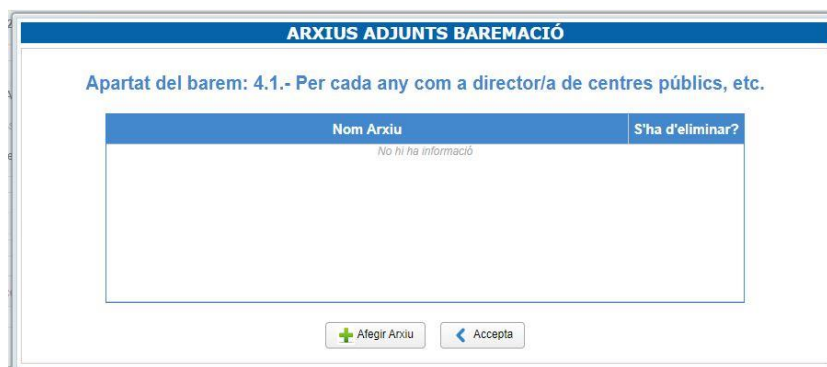 ARXIUS ADJUNTS BAREMACIÓ
Apartat del barem: 4.1.- Per cada any com a director/a de centres públics, etc.
Nom Arxiu S'ha d'eliminar?
No hi ha informació
Afegir Arxiu Accepta